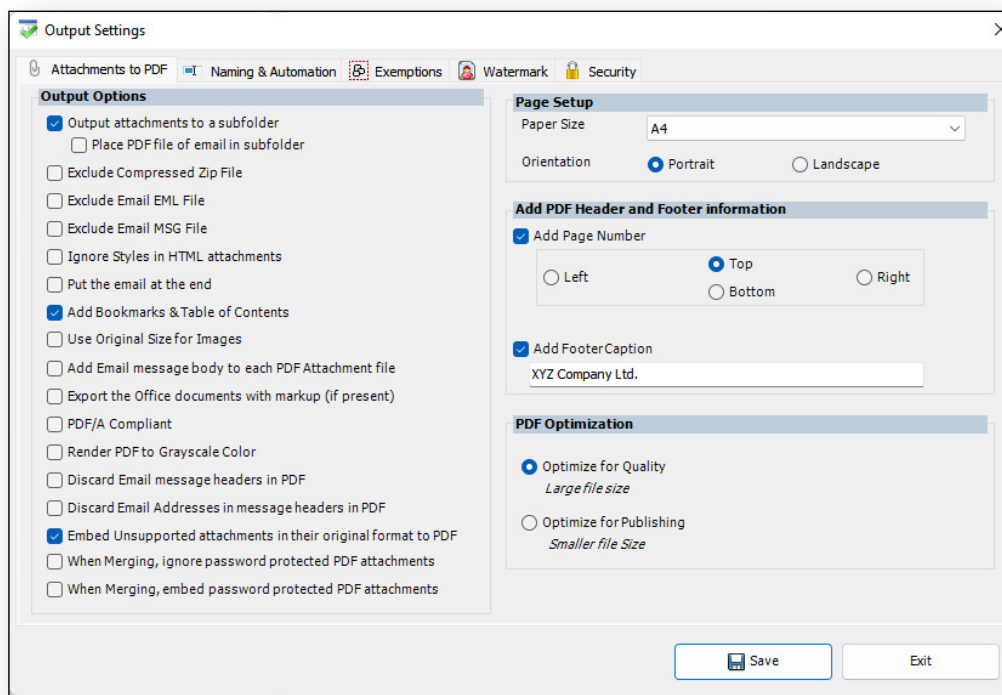 Output Settings
Attachments to PDF
Naming & Automation
Exemptions
Watermark
Security
Output Options
Output attachments to a subfolder
Place PDF file of email in subfolder
Exclude Compressed Zip File
Exclude Email EML File
Exclude Email MSG File
Ignore Styles in HTML attachments
Put the email at the end
Add Bookmarks & Table of Contents
Use Original Size for Images
Add Email message body to each PDF Attachment file
Export the Office documents with markup (if present)
PDF/A Compliant
Render PDF to Grayscale Color
Discard Email message headers in PDF
Discard Email Addresses in message headers in PDF
Embed Unsupported attachments in their original format to PDF
When Merging, ignore password protected PDF attachments
When Merging, embed password protected PDF attachments
Page Setup
Paper Size
A4
Orientation
Portrait
Landscape
Add PDF Header and Footer information
Add Page Number
Left
Top
Bottom
Right
Add Footer Caption
XYZ Company Ltd.
PDF Optimization
Optimize for Quality
Large file size
Optimize for Publishing
Smaller file Size
Save
Exit